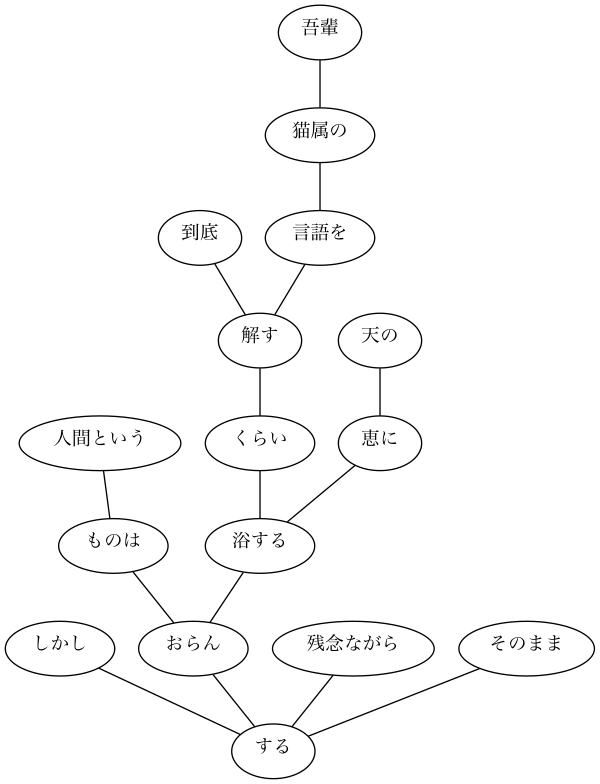 吾輩
猫属の
到底
言語を
解す
天の
人間という
くらい
恵に
ものは
浴する
しかし
おらん
残念ながら
そのまま
する